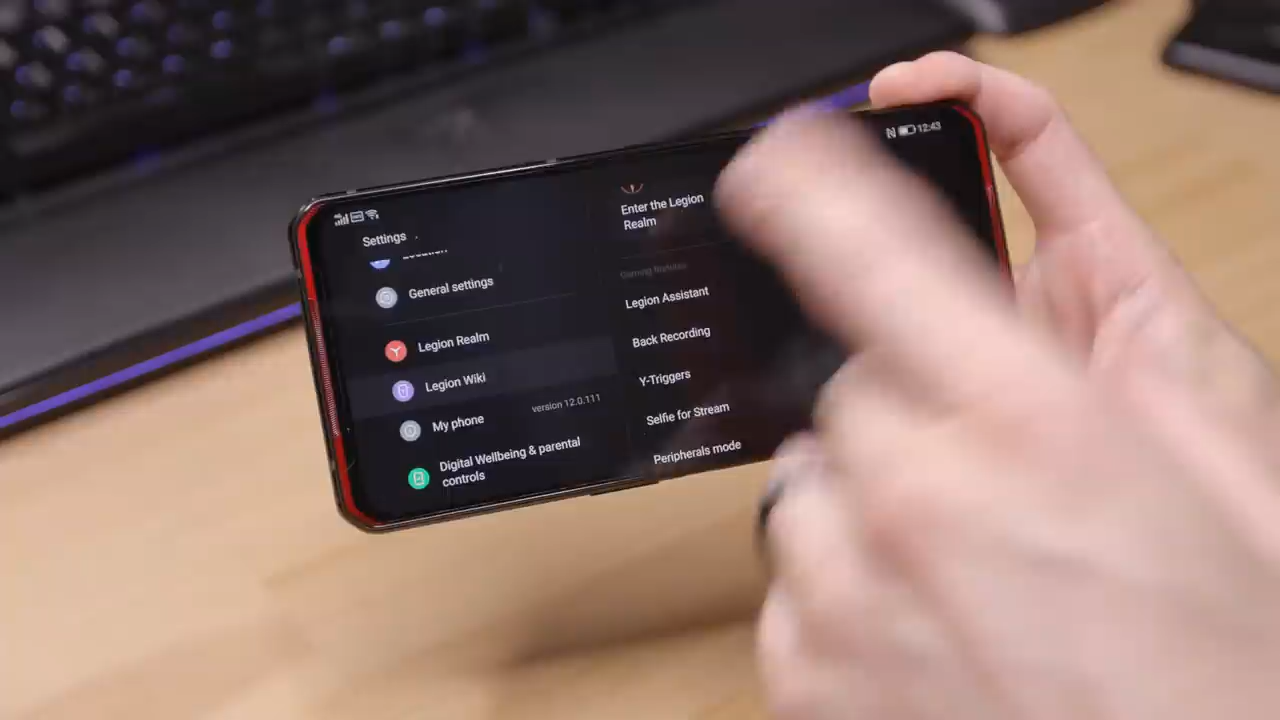 12:43
Settings
General settings
Legion Realm
Legion Wiki
My phone
version 12.0.111
Digital Wellbeing & parental
controls
Enter the Legion
Realm
Legion Assistant
Back Recording
Y-Triggers
Selfie for Stream
Peripherals mode